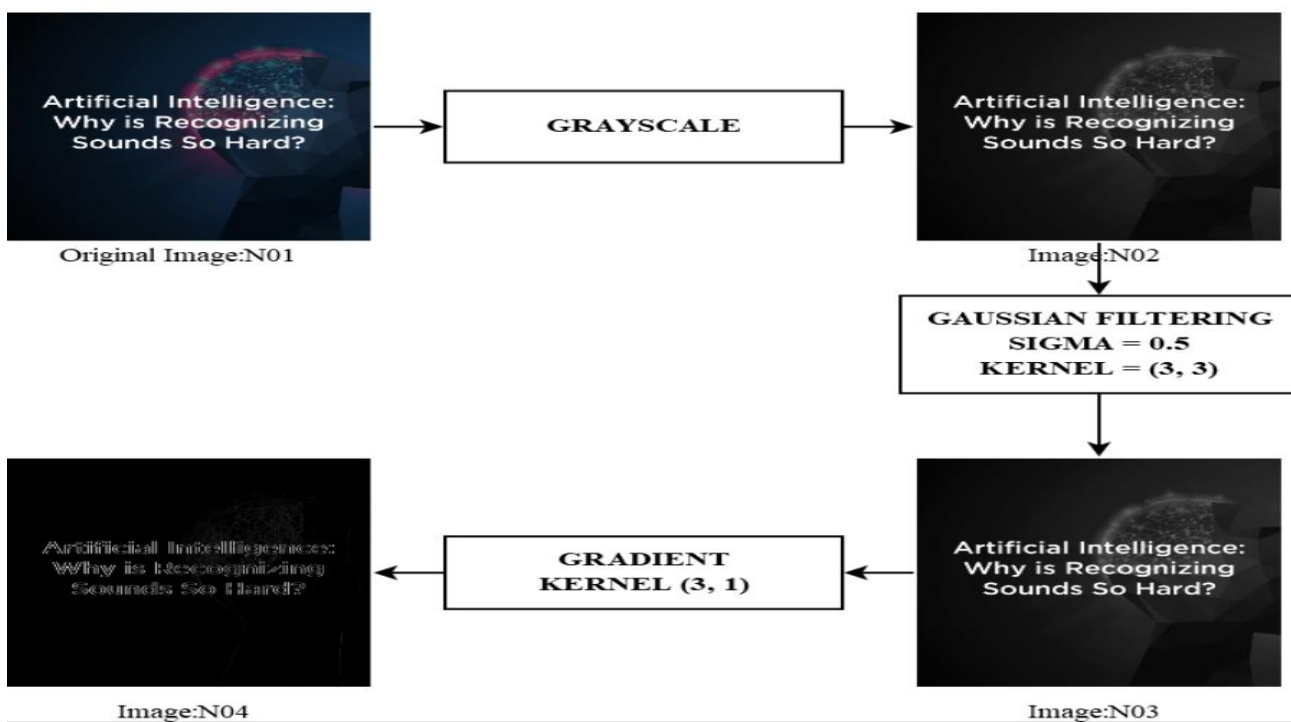 Artificial Intelligence:
Why is Recognizing
Sounds So Hard?
Original Image:N01
GRAYSCALE
Artificial Intelligence:
Why is Recognizing
Sounds So Hard?
Image:N02
GAUSSIAN FILTERING
SIGMA = 0.5
KERNEL = (3, 3)
Artificial Intelligence:
Why is Recognizing
Sounds So Hard?
Image:N03
GRADIENT
KERNEL (3, 1)
Artificial Intelligence:
Why is Recognizing
Sounds So Hard?
Image:N04